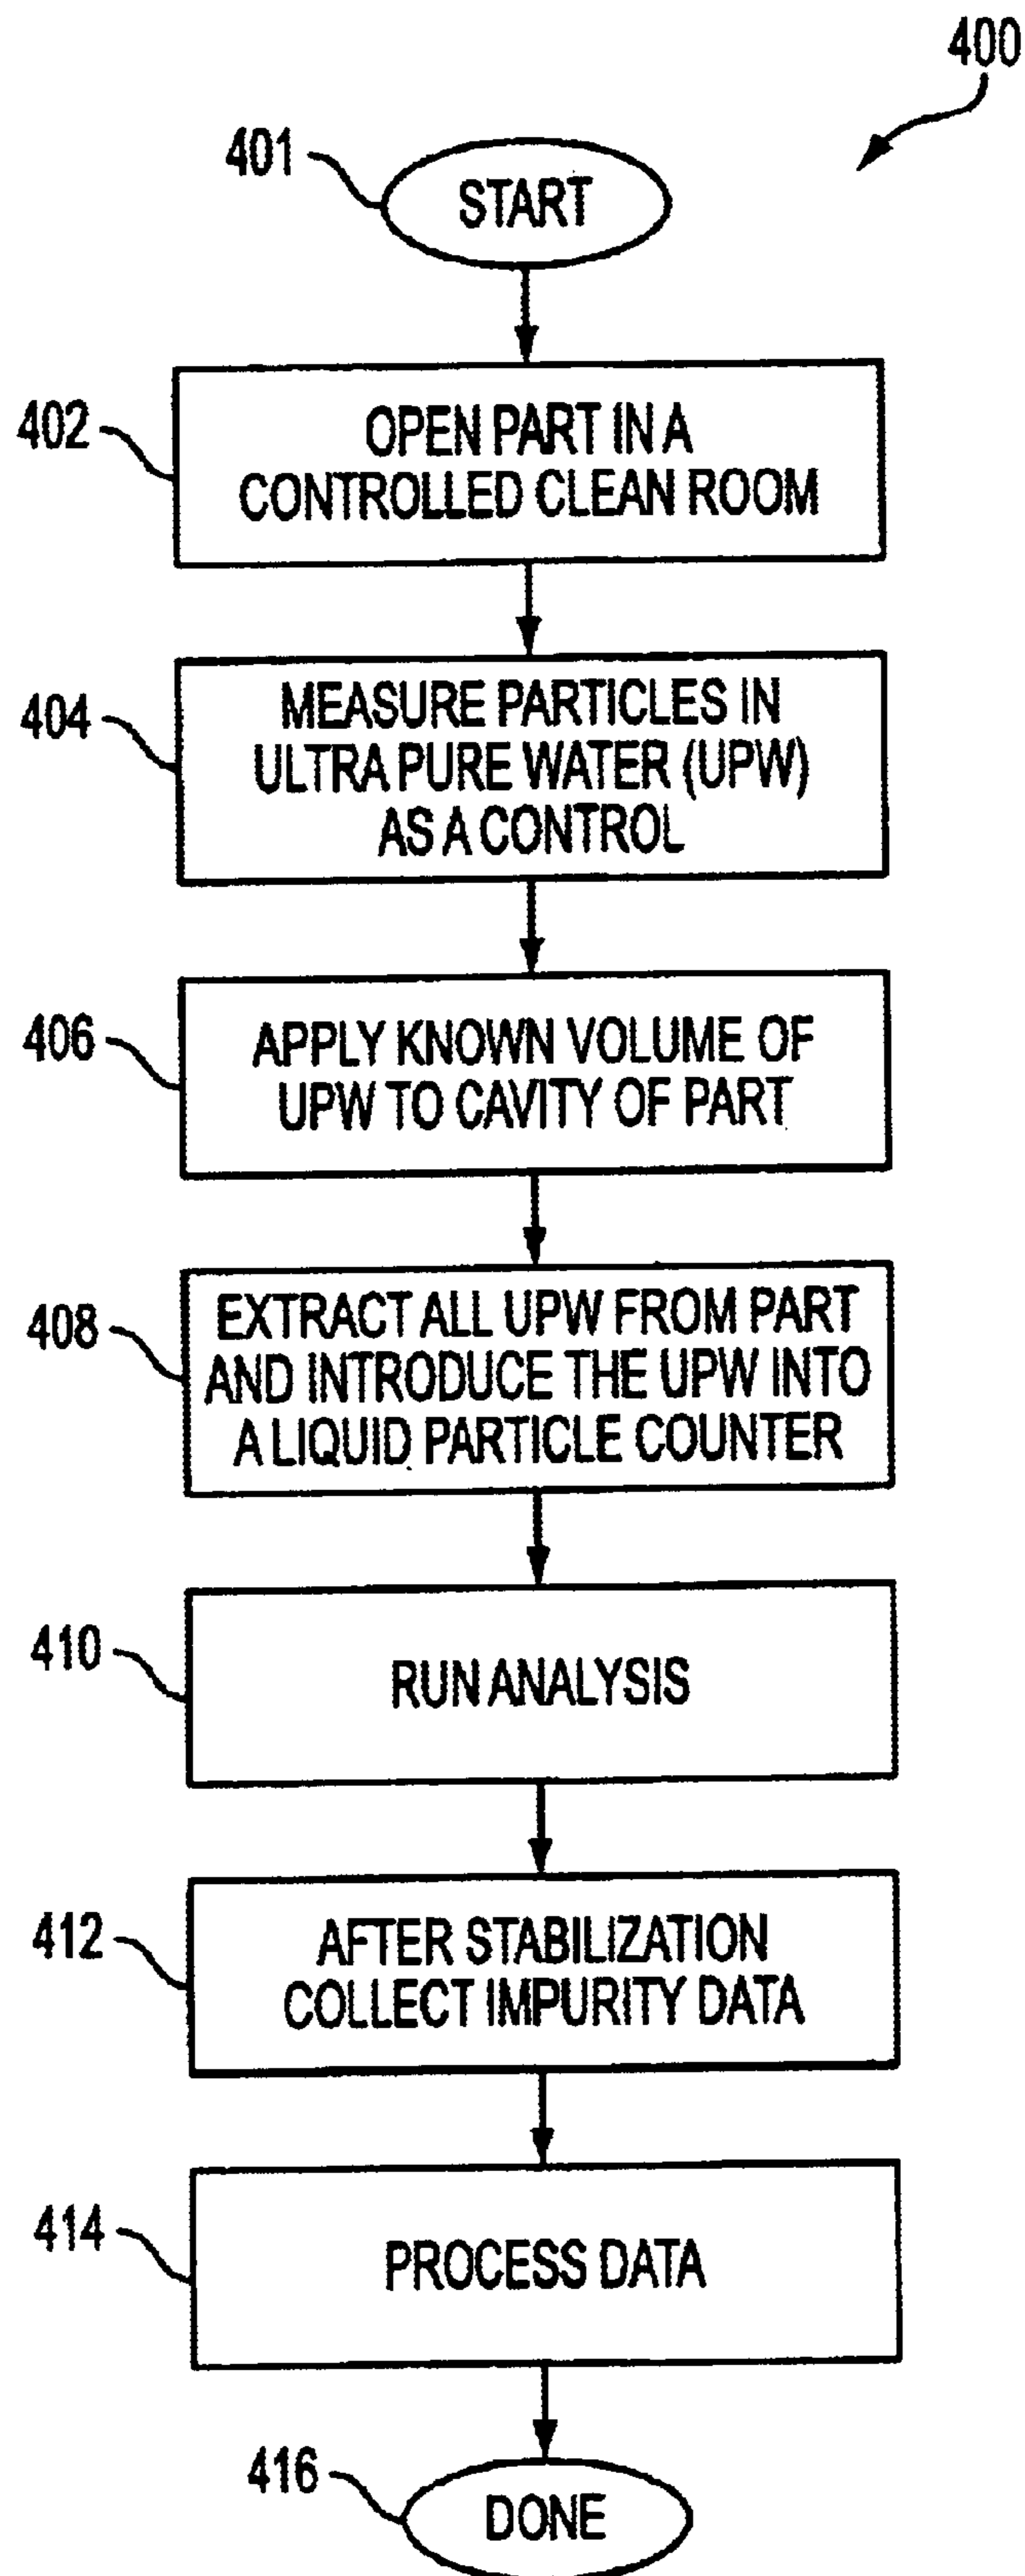 400
401
START
402
OPEN PART IN A
CONTROLLED CLEAN ROOM
404
MEASURE PARTICLES IN
ULTRA PURE WATER (UPW)
AS A CONTROL
406
APPLY KNOWN VOLUME OF
UPW TO CAVITY OF PART
408
EXTRACT ALL UPW FROM PART
AND INTRODUCE THE UPW INTO
A LIQUID PARTICLE COUNTER
410
RUN ANALYSIS
412
AFTER STABILIZATION
COLLECT IMPURITY DATA
414
PROCESS DATA
416
DONE